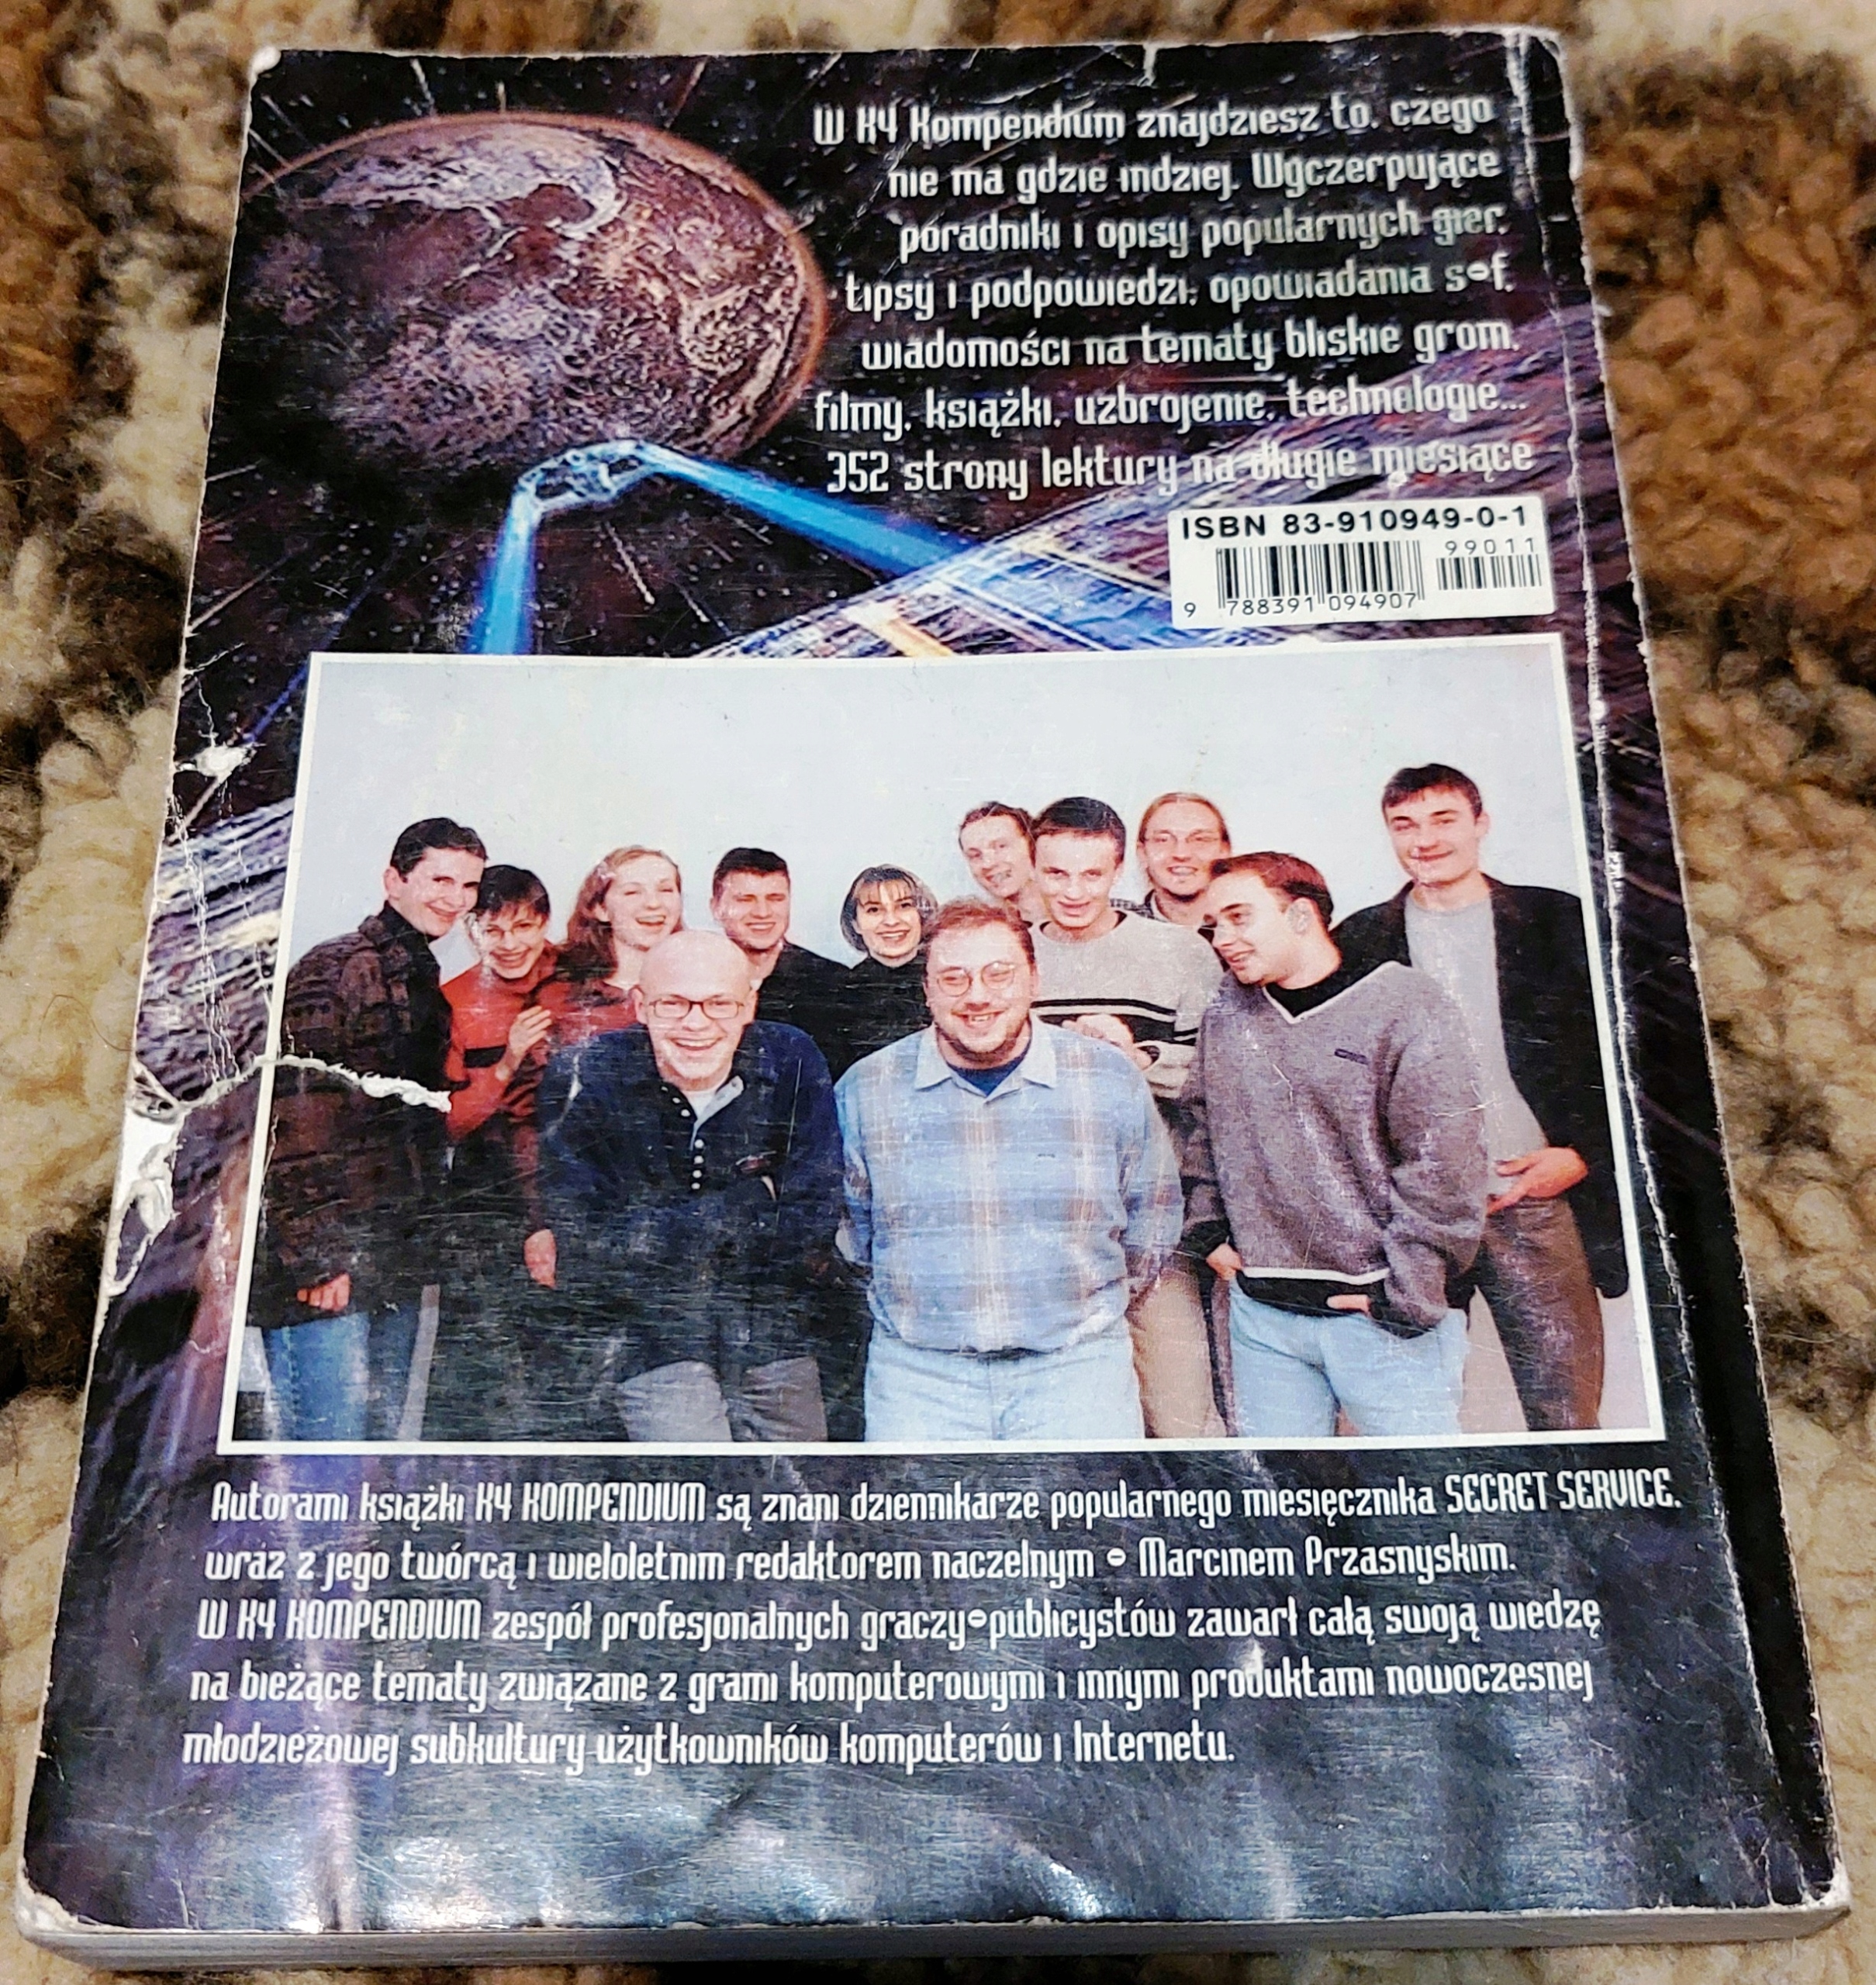 W K4 Kompendium znajdziesz to, czego
nie ma gdzie indziej. Wyczerpujące
poradniki i opisy popularnych gier,
tipsy i podpowiedzi, opowiadania s-f,
wiadomości na tematy bliskie grom,
filmy, książki, uzbrojenie, technologie...
352 strony lektury na długie miesiące
ISBN 83-910949-0-1
99011
9 788391 094907
Autorami książki K4 KOMPENDIUM są znani dziennikarze popularnego miesięcznika SECRET SERVICE,
wraz z jego twórcą i wieloletnim redaktorem naczelnym - Marcinem Przasnyskim.
W K4 KOMPENDIUM zespół profesjonalnych graczy-publicystów zawarł całą swoją wiedzę
na bieżące tematy związane z grami komputerowymi i innymi produktami nowoczesnej
młodzieżowej subkultury użytkowników komputerów i Internetu.